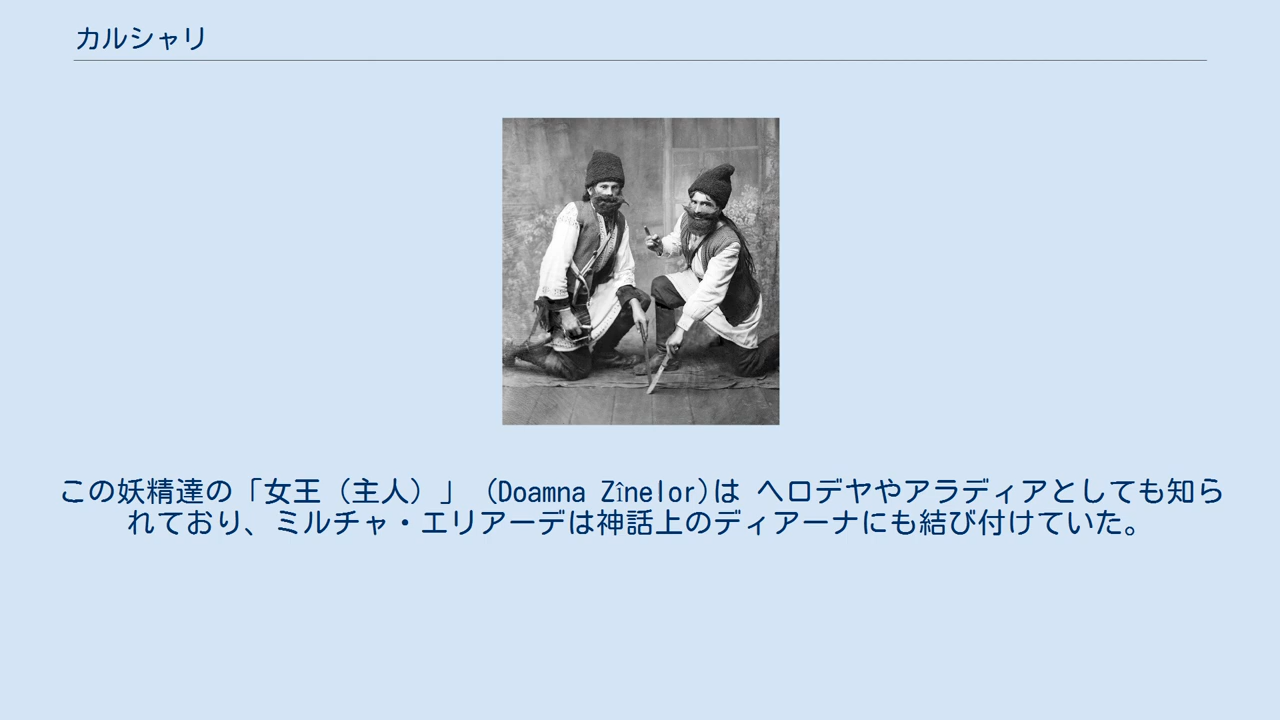 カルシャリ
この妖精達の「女王（主人）」 (Doamna Zînelor)は ヘロデヤやアラディアとしても知ら
れており、ミルチャ・エリアーデは神話上のディアーナにも結び付けていた。